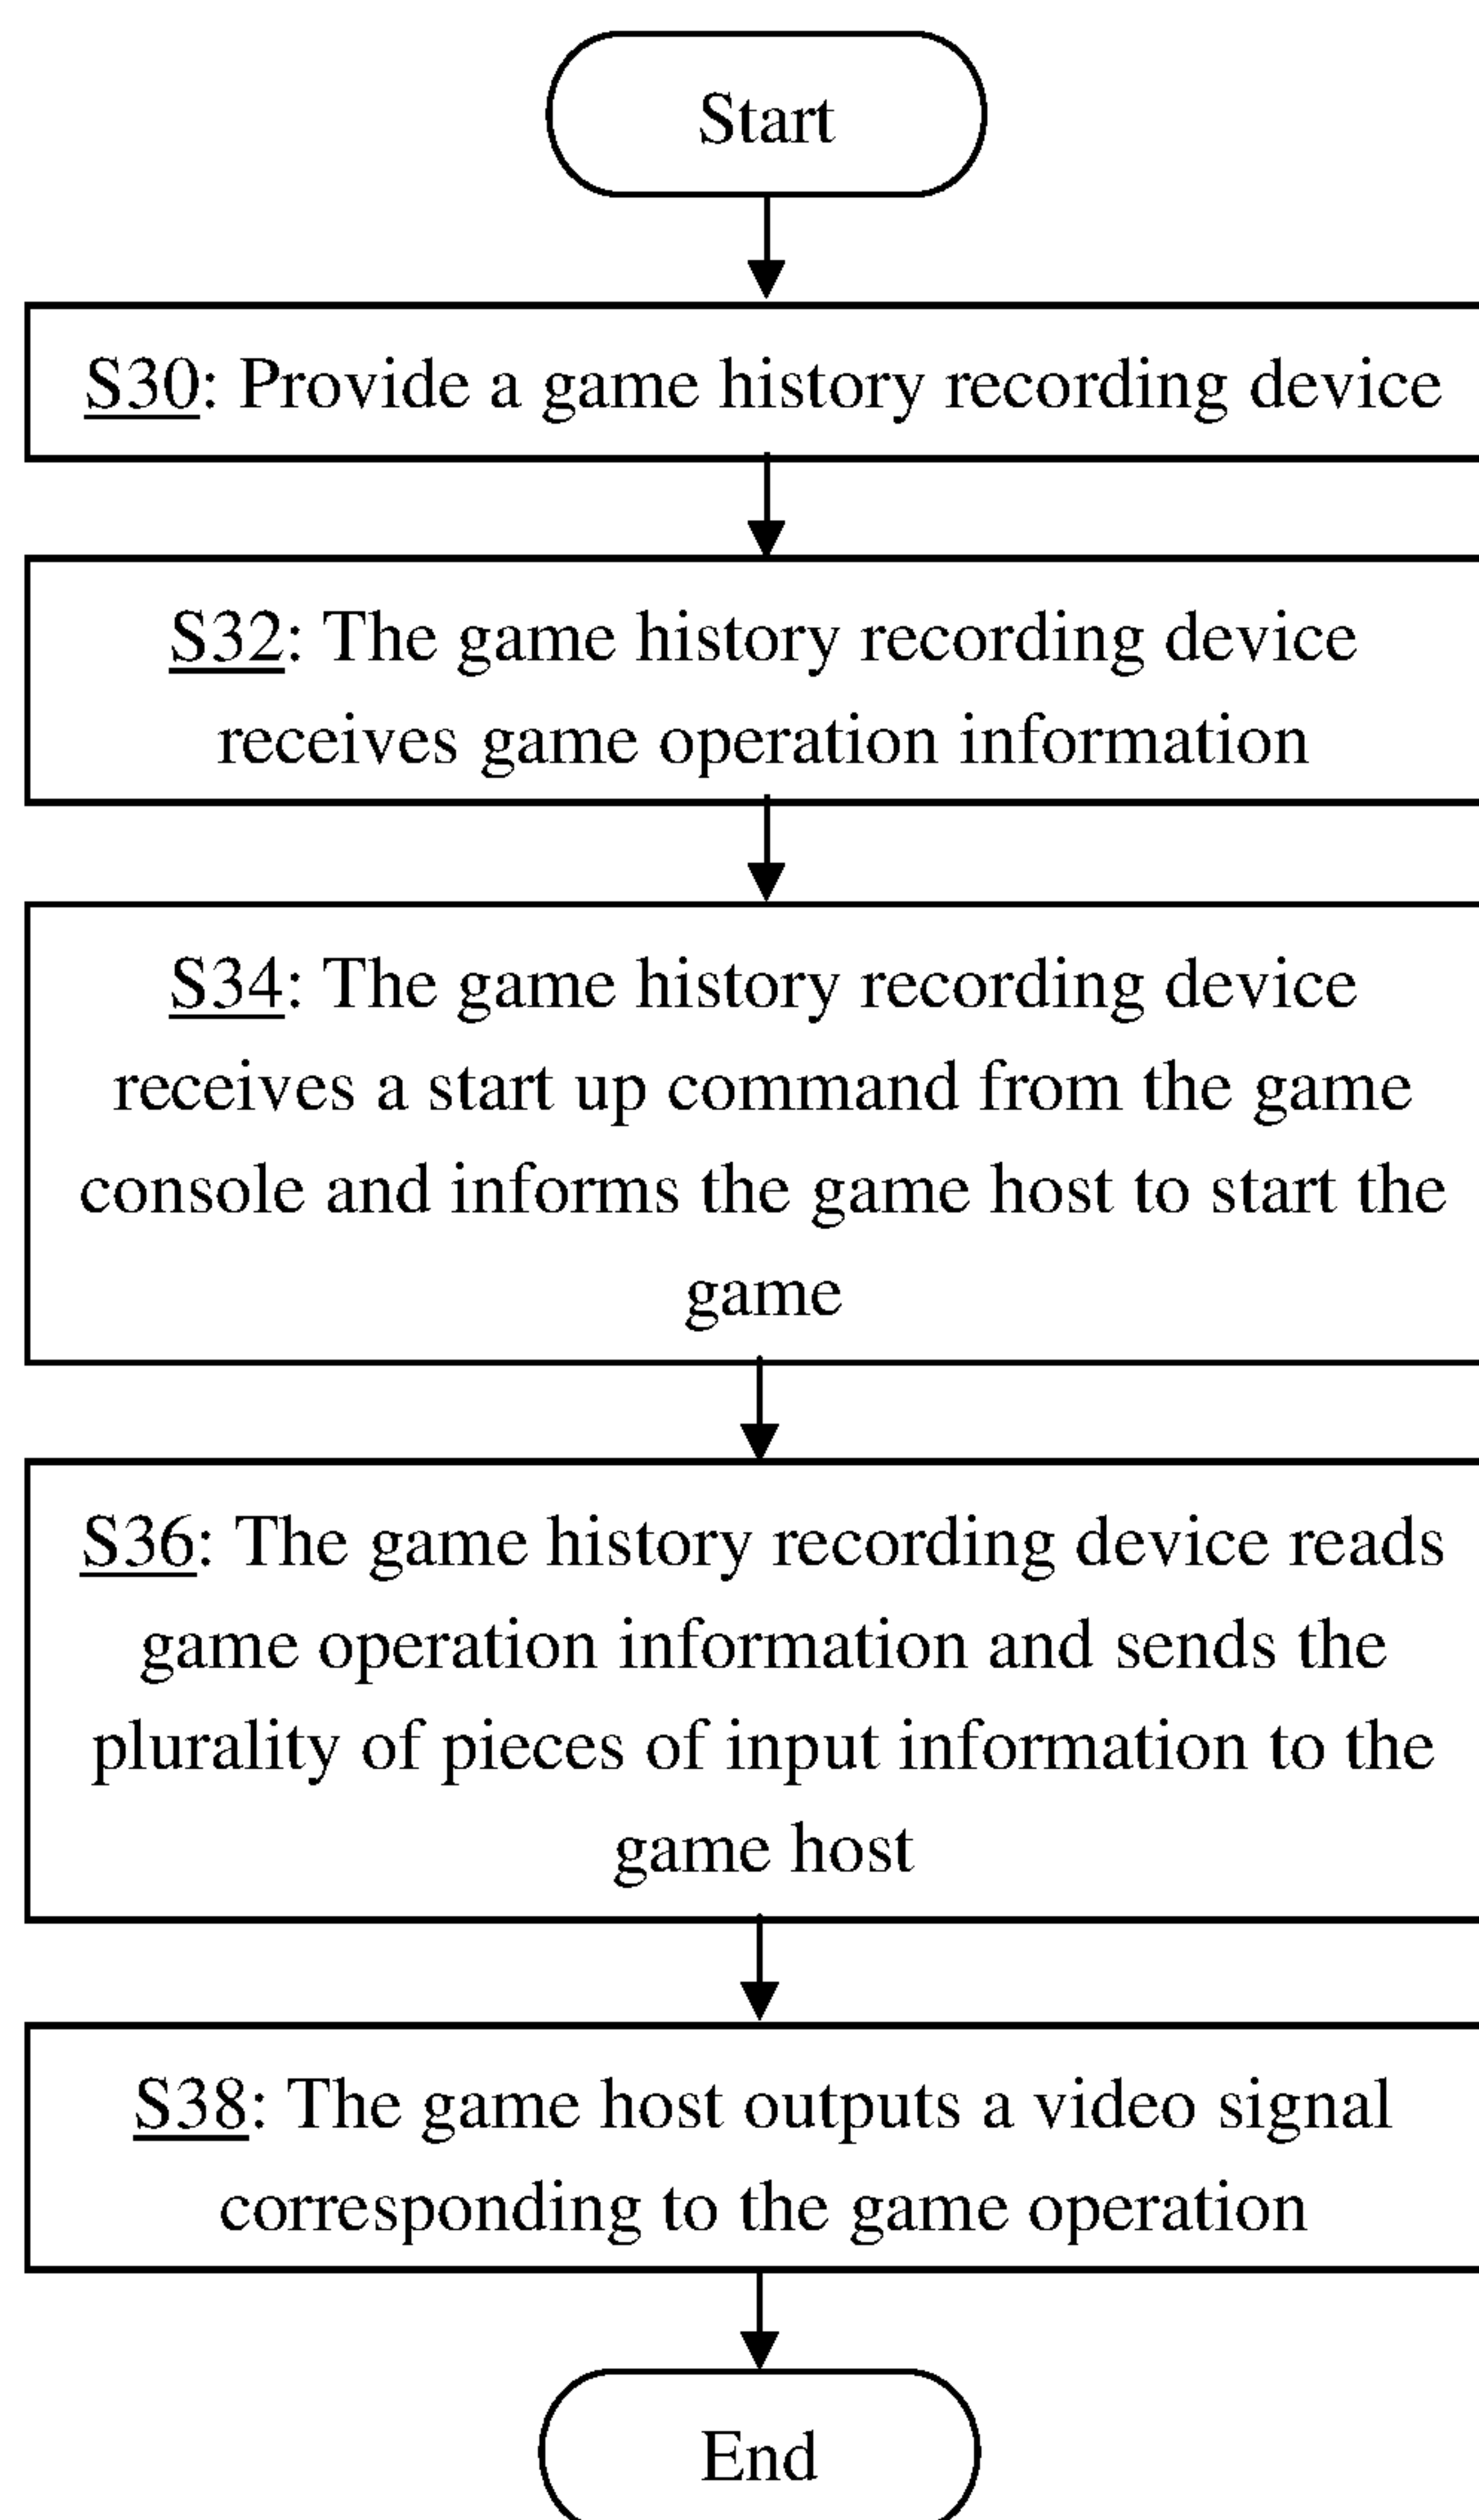 Start
S30: Provide a game history recording device
S32: The game history recording device
receives game operation information
S34: The game history recording device
receives a start up command from the game
console and informs the game host to start the
game
S36: The game history recording device reads
game operation information and sends the
plurality of pieces of input information to the
game host
S38: The game host outputs a video signal
corresponding to the game operation
End